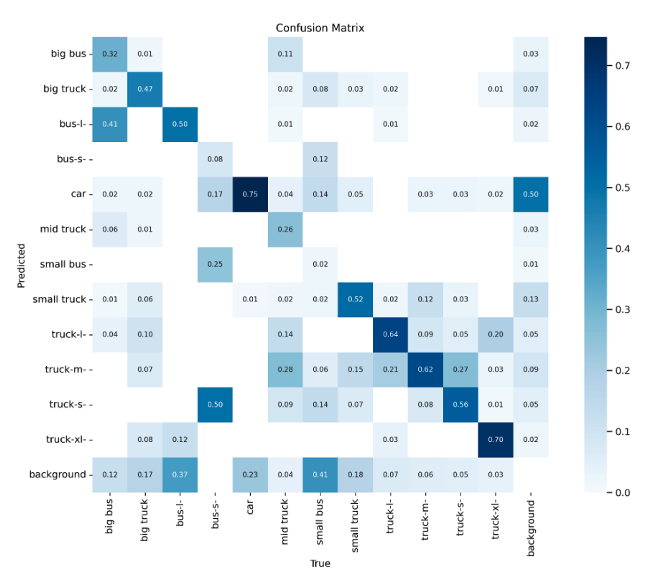 Confusion Matrix
big bus 0.32 0.01 0.11 0.03
big truck 0.02 0.47 0.02 0.08 0.03 0.02 0.01 0.07
bus-l- 0.41 0.50 0.01 0.01 0.02
bus-s- 0.08 0.12
car 0.02 0.02 0.17 0.75 0.04 0.14 0.05 0.03 0.03 0.02 0.50
mid truck 0.06 0.01 0.26 0.03
small bus 0.25 0.02 0.01
small truck 0.01 0.06 0.01 0.02 0.02 0.52 0.02 0.12 0.03 0.13
truck-l- 0.04 0.10 0.14 0.64 0.09 0.05 0.20 0.05
truck-m- 0.07 0.28 0.06 0.15 0.21 0.62 0.27 0.03 0.09
truck-s- 0.50 0.09 0.14 0.07 0.08 0.56 0.01 0.05
truck-xl- 0.08 0.12 0.03 0.70 0.02
background 0.12 0.17 0.37 0.23 0.04 0.41 0.18 0.07 0.06 0.05 0.03
big bus big truck bus-l- bus-s- car mid truck small bus small truck truck-l- truck-m- truck-s- truck-xl- background
True
Predicted
0.7
0.6
0.5
0.4
0.3
0.2
0.1
0.0